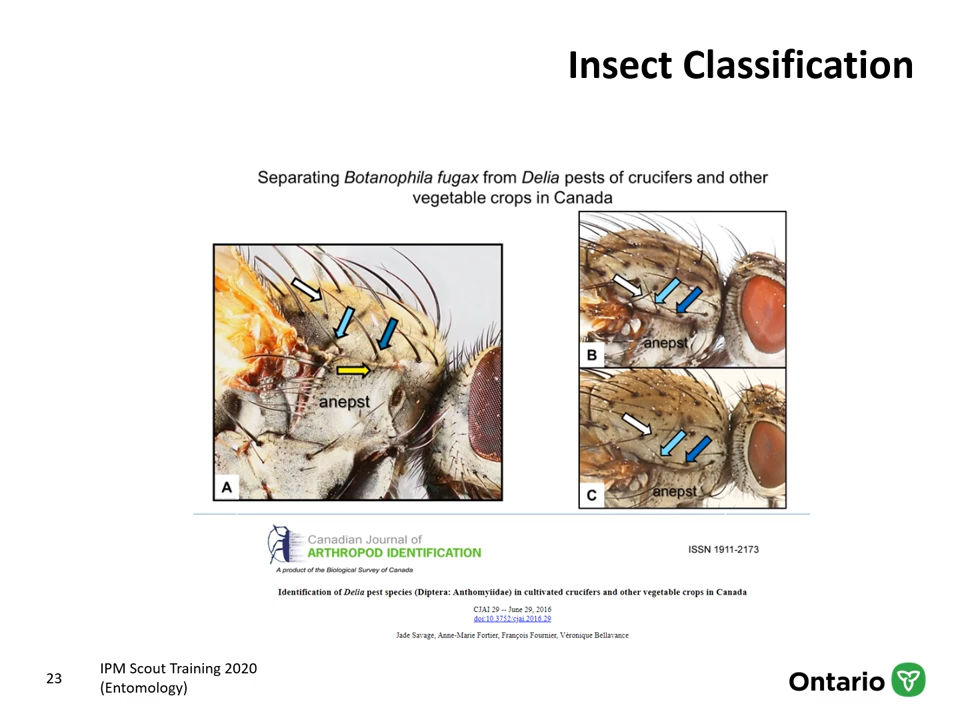 Insect Classification
Separating Botanophila fugax from Delia pests of crucifers and other
vegetable crops in Canada
anepst
A
anepst
B
anepst
C
Canadian Journal of
ARTHROPOD IDENTIFICATION
A product of the Biological Survey of Canada
ISSN 1911-2173
Identification of Delia pest species (Diptera: Anthomyiidae) in cultivated crucifers and other vegetable crops in Canada
CJAI 29 -- June 29, 2016
doi:10.3752/cjai.2016.29
Jade Savage, Anne-Marie Fortier, François Fournier, Véronique Bellavance
23
IPM Scout Training 2020
(Entomology)
Ontario